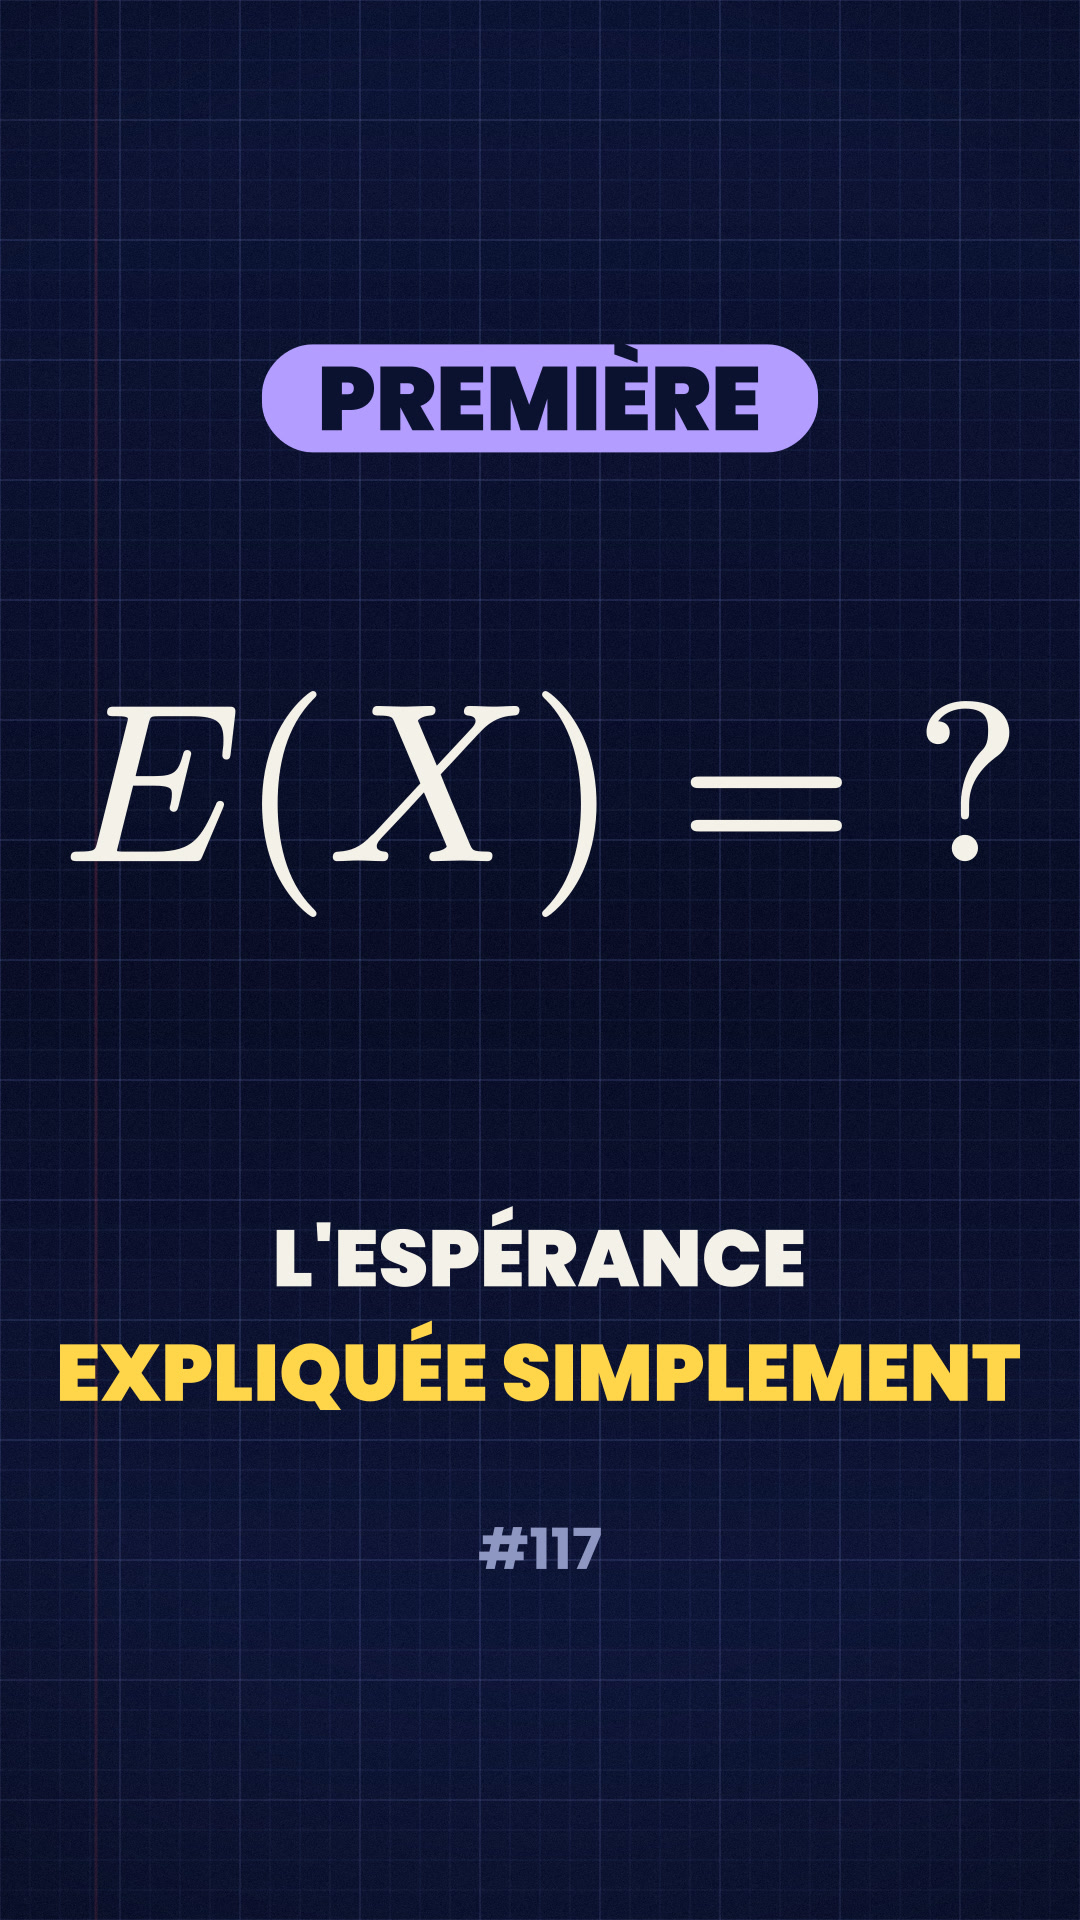 PREMIÈRE
E(X) = ?
L'ESPÉRANCE
EXPLIQUÉE SIMPLEMENT
#117